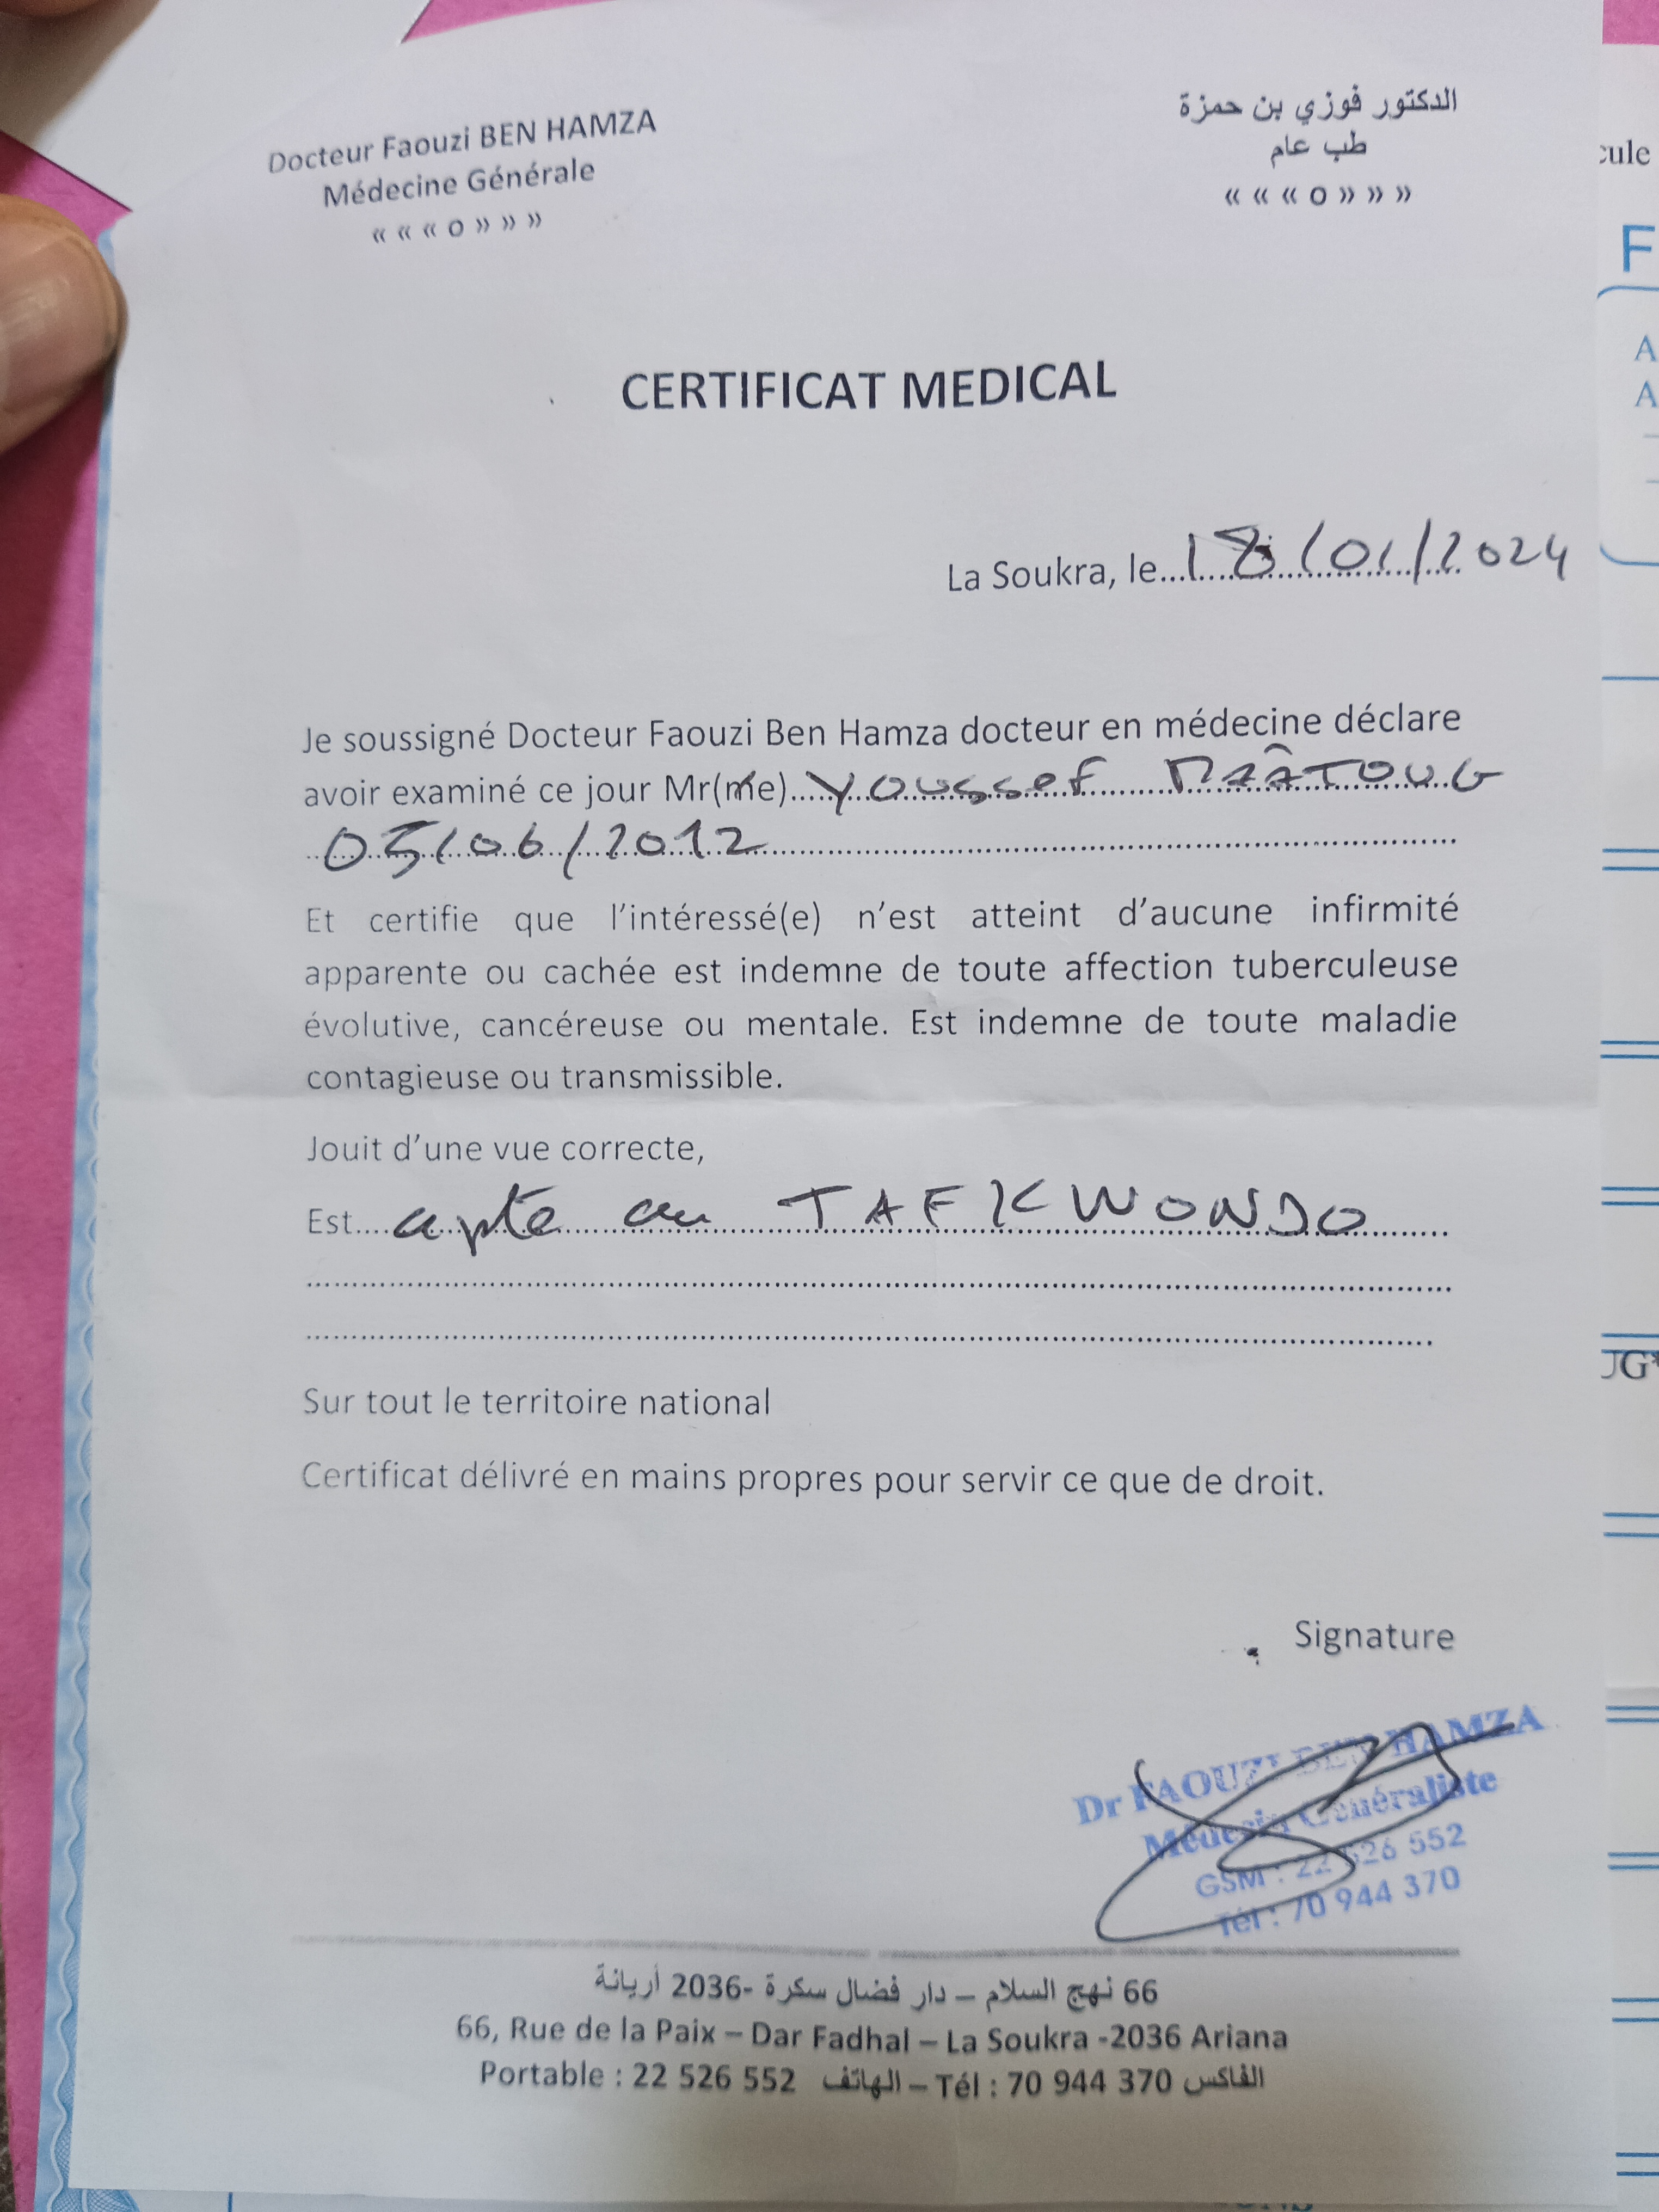 Docteur Faouzi BEN HAMZA
Médecine Générale
« « « o » » »
الدكتور فوزي بن حمزة
طب عام
« « « o » » »
CERTIFICAT MEDICAL
La Soukra, le...18/01/2024
Je soussigné Docteur Faouzi Ben Hamza docteur en médecine déclare
avoir examiné ce jour Mr(me)...Youssef MAÂTOUG
05/06/2012
Et certifie que l'intéressé(e) n'est atteint d'aucune infirmité
apparente ou cachée est indemne de toute affection tuberculeuse
évolutive, cancéreuse ou mentale. Est indemne de toute maladie
contagieuse ou transmissible.
Jouit d'une vue correcte,
Est....apte au TAEKWONDO
Sur tout le territoire national
Certificat délivré en mains propres pour servir ce que de droit.
Signature
Dr FAOUZI BEN HAMZA
Médecin Généraliste
GSM : 22 526 552
Tél : 70 944 370
66 نهج السلام – دار فضال سكرة -2036 أريانة
66, Rue de la Paix – Dar Fadhal – La Soukra -2036 Ariana
Portable : 22 526 552 الهاتف – Tél : 70 944 370 الفاكس
cule
F
A
A